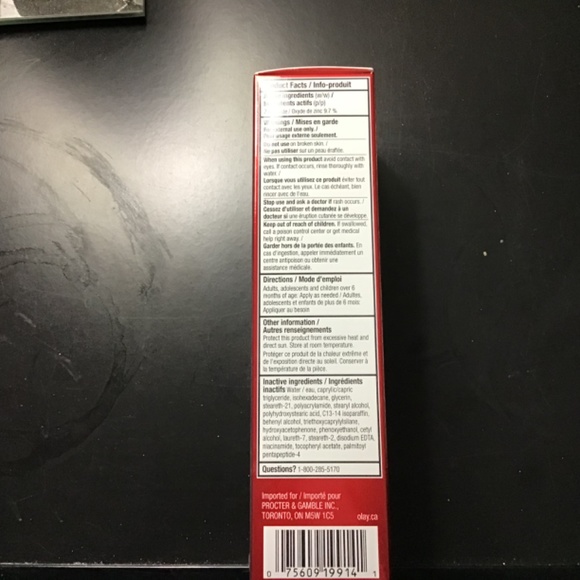 Facts / Info-produit
ingredients (w/w) /
actifs (p/p)
/ Oxyde de zinc 9.7 %
/ Mises en garde
use only. /
usage externe seulement.
Do not use on broken skin. /
Ne pas utiliser sur un peau éraflée.
When using this product avoid contact with
eyes. If contact occurs, rinse thoroughly with
water. /
Lorsque vous utilisez ce produit éviter tout
contact avec les yeux. Le cas échéant, bien
rincer avec de l'eau.
Stop use and ask a doctor if rash occurs. /
Cessez d'utiliser et demandez à un
docteur si une éruption cutanée se développe.
Keep out of reach of children. If swallowed,
call a poison control center or get medical
help right away. /
Garder hors de la portée des enfants. En
cas d'ingestion, appeler immédiatement un
centre antipoison ou obtenir une
assistance médicale.
Directions / Mode d'emploi
Adults, adolescents and children over 6
months of age: Apply as needed / Adultes,
adolescents et enfants de plus de 6 mois:
Appliquer au besoin
Other information /
Autres renseignements
Protect this product from excessive heat and
direct sun. Store at room temperature.
Protéger ce produit de la chaleur extrême et
de l'exposition directe au soleil. Conserver à
la température de la pièce.
Inactive ingredients / Ingrédients
inactifs Water / eau, caprylic/capric
triglyceride, isohexadecane, glycerin,
steareth-21, polyacrylamide, stearyl alcohol,
polyhydroxystearic acid, C13-14 isoparaffin,
behenyl alcohol, triethoxycaprylylsilane,
hydroxyacetophenone, phenoxyethanol, cetyl
alcohol, laureth-7, steareth-2, disodium EDTA,
niacinamide, tocopheryl acetate, palmitoyl
pentapeptide-4
Questions? 1-800-285-5170
Imported for / Importé pour
PROCTER & GAMBLE INC.,
TORONTO, ON M5W 1C5 olay.ca
0 75609 19914 1